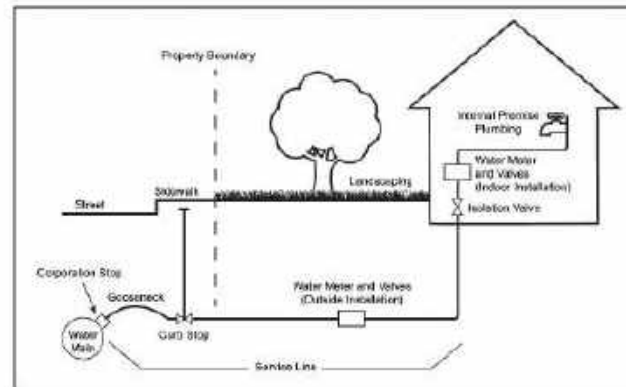 Property Boundary
Internal Premise
Plumbing
Water Meter
and Valves
(Indoor Installation)
Isolation Valve
Landscaping
Sidewalk
Street
Corporation Stop
Gooseneck
Water Meter and Valves
(Outside Installation)
Water
Main
Curb Stop
Service Line